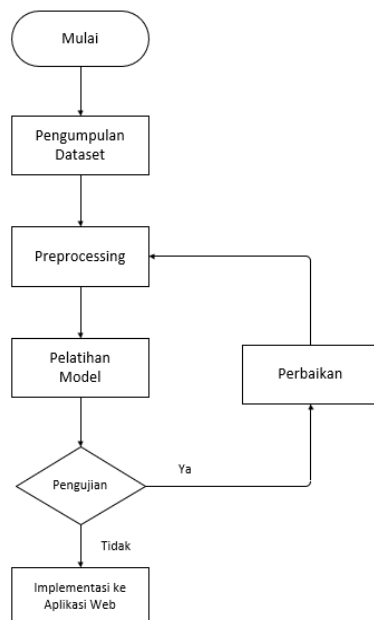 Mulai
Pengumpulan
Dataset
Preprocessing
Pelatihan
Model
Perbaikan
Pengujian
Ya
Tidak
Implementasi ke
Aplikasi Web